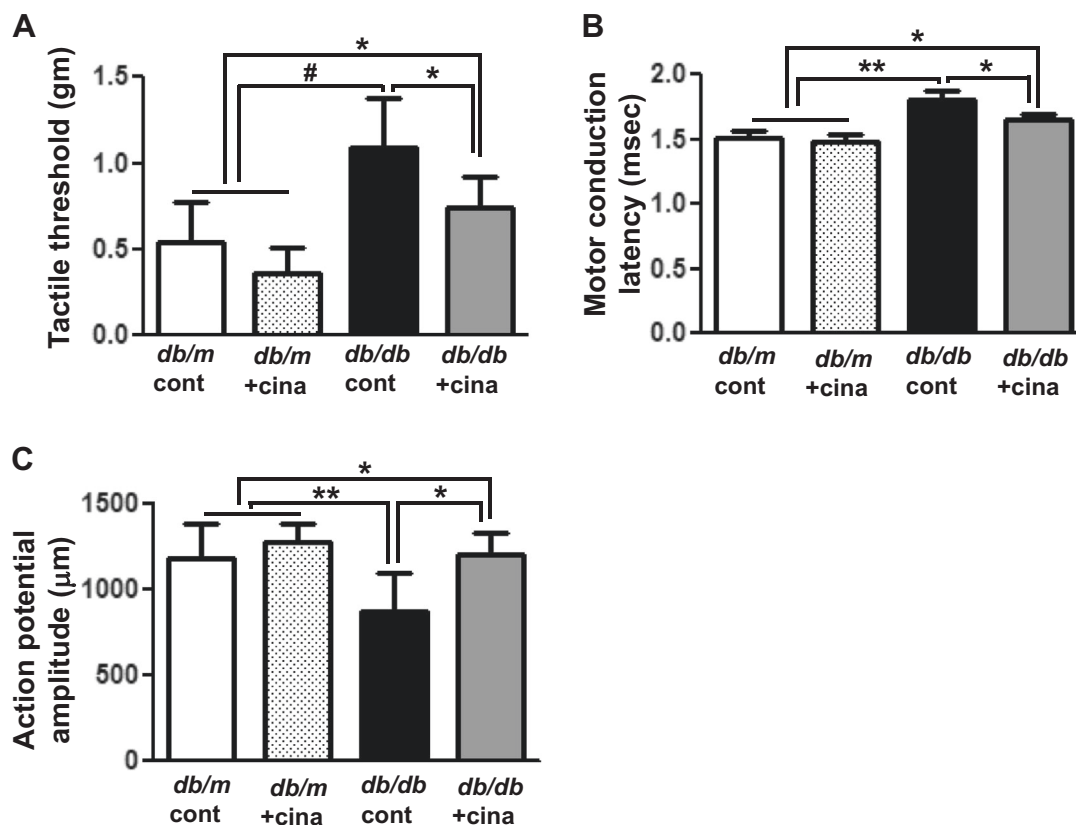 A
Tactile threshold (gm)
1.5
1.0
0.5
0.0
*
#
*
db/m
cont
db/m
+cina
db/db
cont
db/db
+cina
B
Motor conduction
latency (msec)
2.0
1.5
1.0
0.5
0.0
*
**
*
db/m
cont
db/m
+cina
db/db
cont
db/db
+cina
C
Action potential
amplitude (μm)
1500
1000
500
0
*
**
*
db/m
cont
db/m
+cina
db/db
cont
db/db
+cina